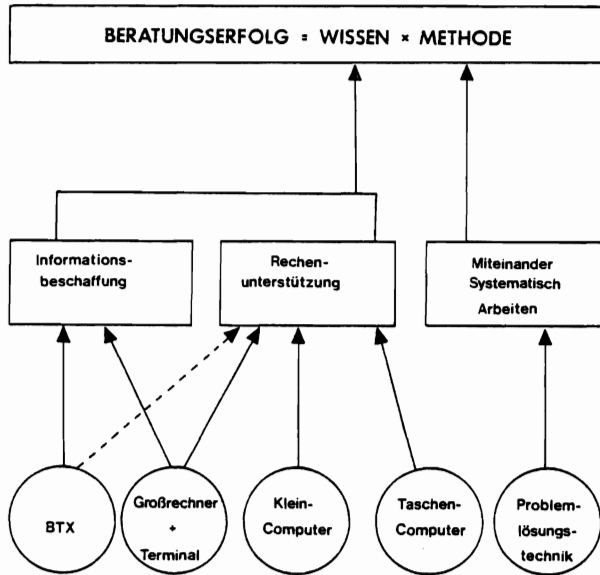 BERATUNGSERFOLG = WISSEN × METHODE
Informations-
beschaffung
Rechen-
unterstützung
Miteinander
Systematisch
Arbeiten
BTX
Großrechner
+
Terminal
Klein-
Computer
Taschen-
Computer
Problem-
lösungs-
technik